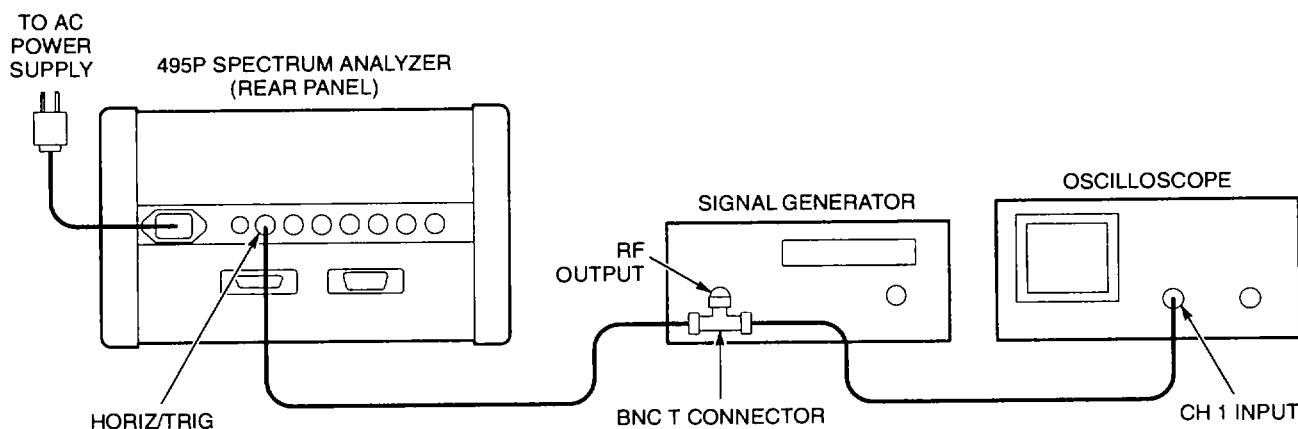 TO AC
POWER
SUPPLY
495P SPECTRUM ANALYZER
(REAR PANEL)
SIGNAL GENERATOR
OSCILLOSCOPE
RF
OUTPUT
HORIZ/TRIG
BNC T CONNECTOR
CH 1 INPUT